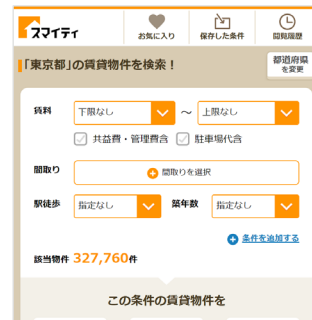 スマイティ
お気に入り 保存した条件 閲覧履歴
「東京都」の賃貸物件を検索！
都道府県
を変更
賃料 下限なし ～ 上限なし
共益費・管理費含 駐車場代含
間取り 間取りを選択
駅徒歩 指定なし 築年数 指定なし
条件を追加する
該当物件 327,760件
この条件の賃貸物件を